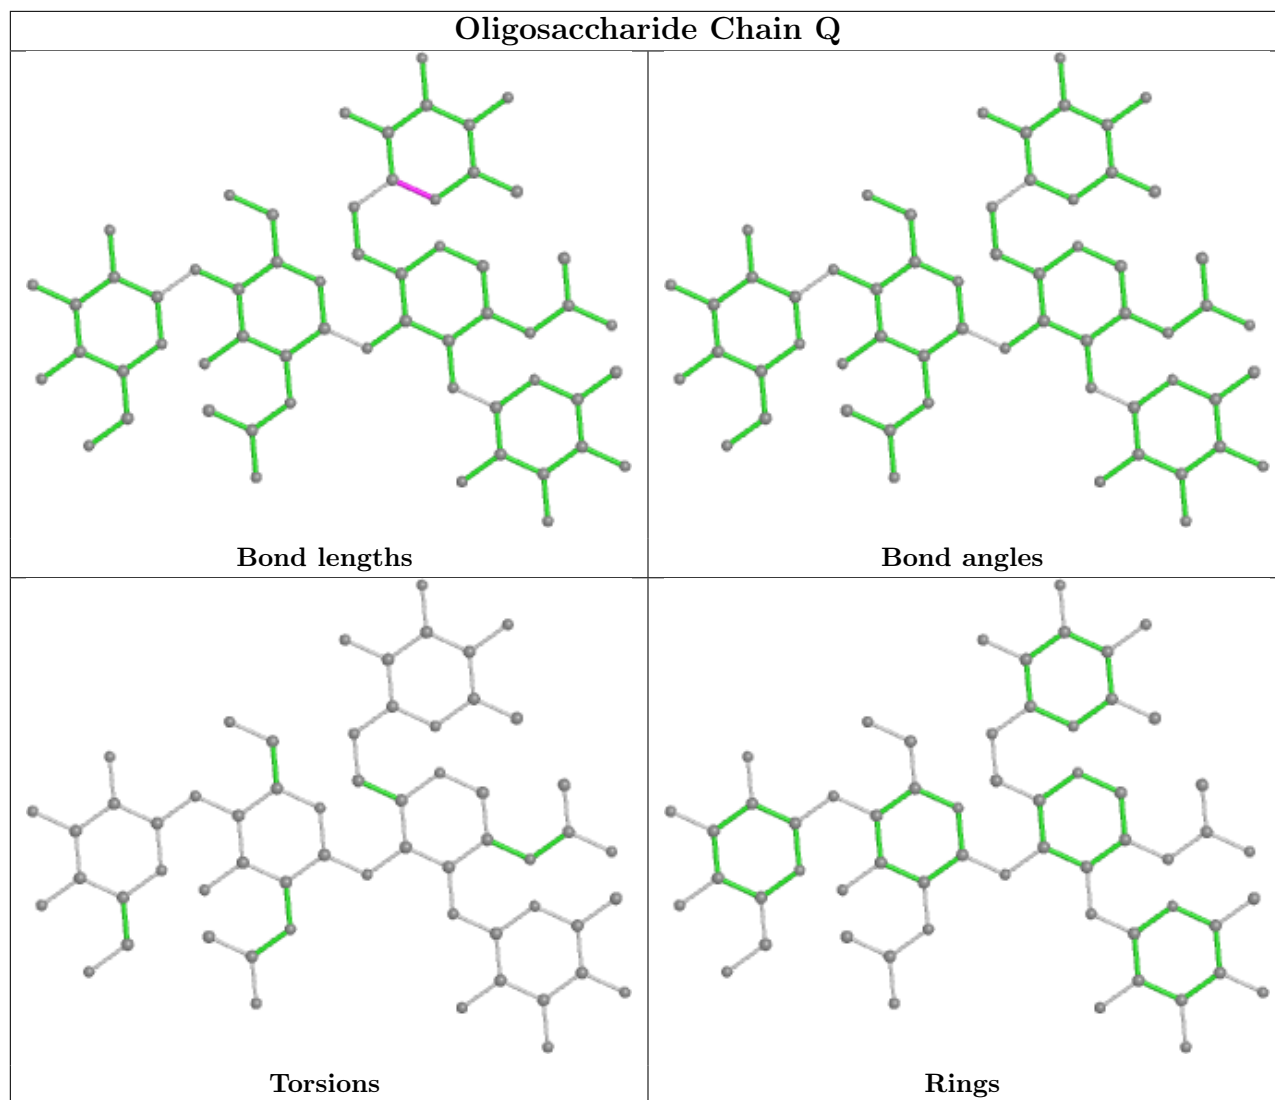 Oligosaccharide Chain Q
Bond lengths
Bond angles
Torsions
Rings